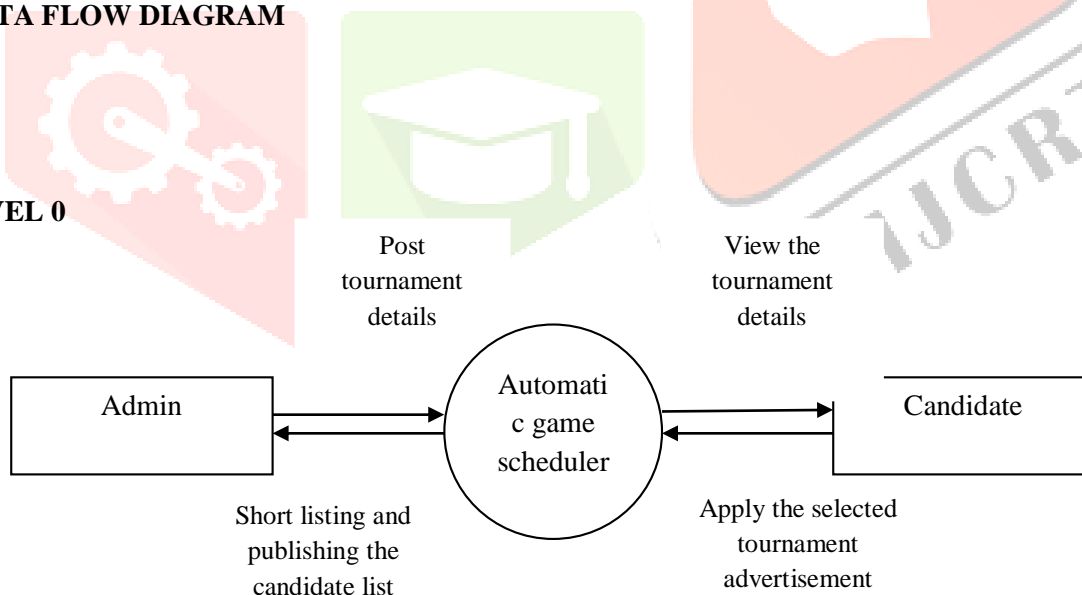 TA FLOW DIAGRAM
VEL 0
Post
tournament
details
View the
tournament
details
Admin
Automati
c game
scheduler
Candidate
Short listing and
publishing the
candidate list
Apply the selected
tournament
advertisement
IJCR